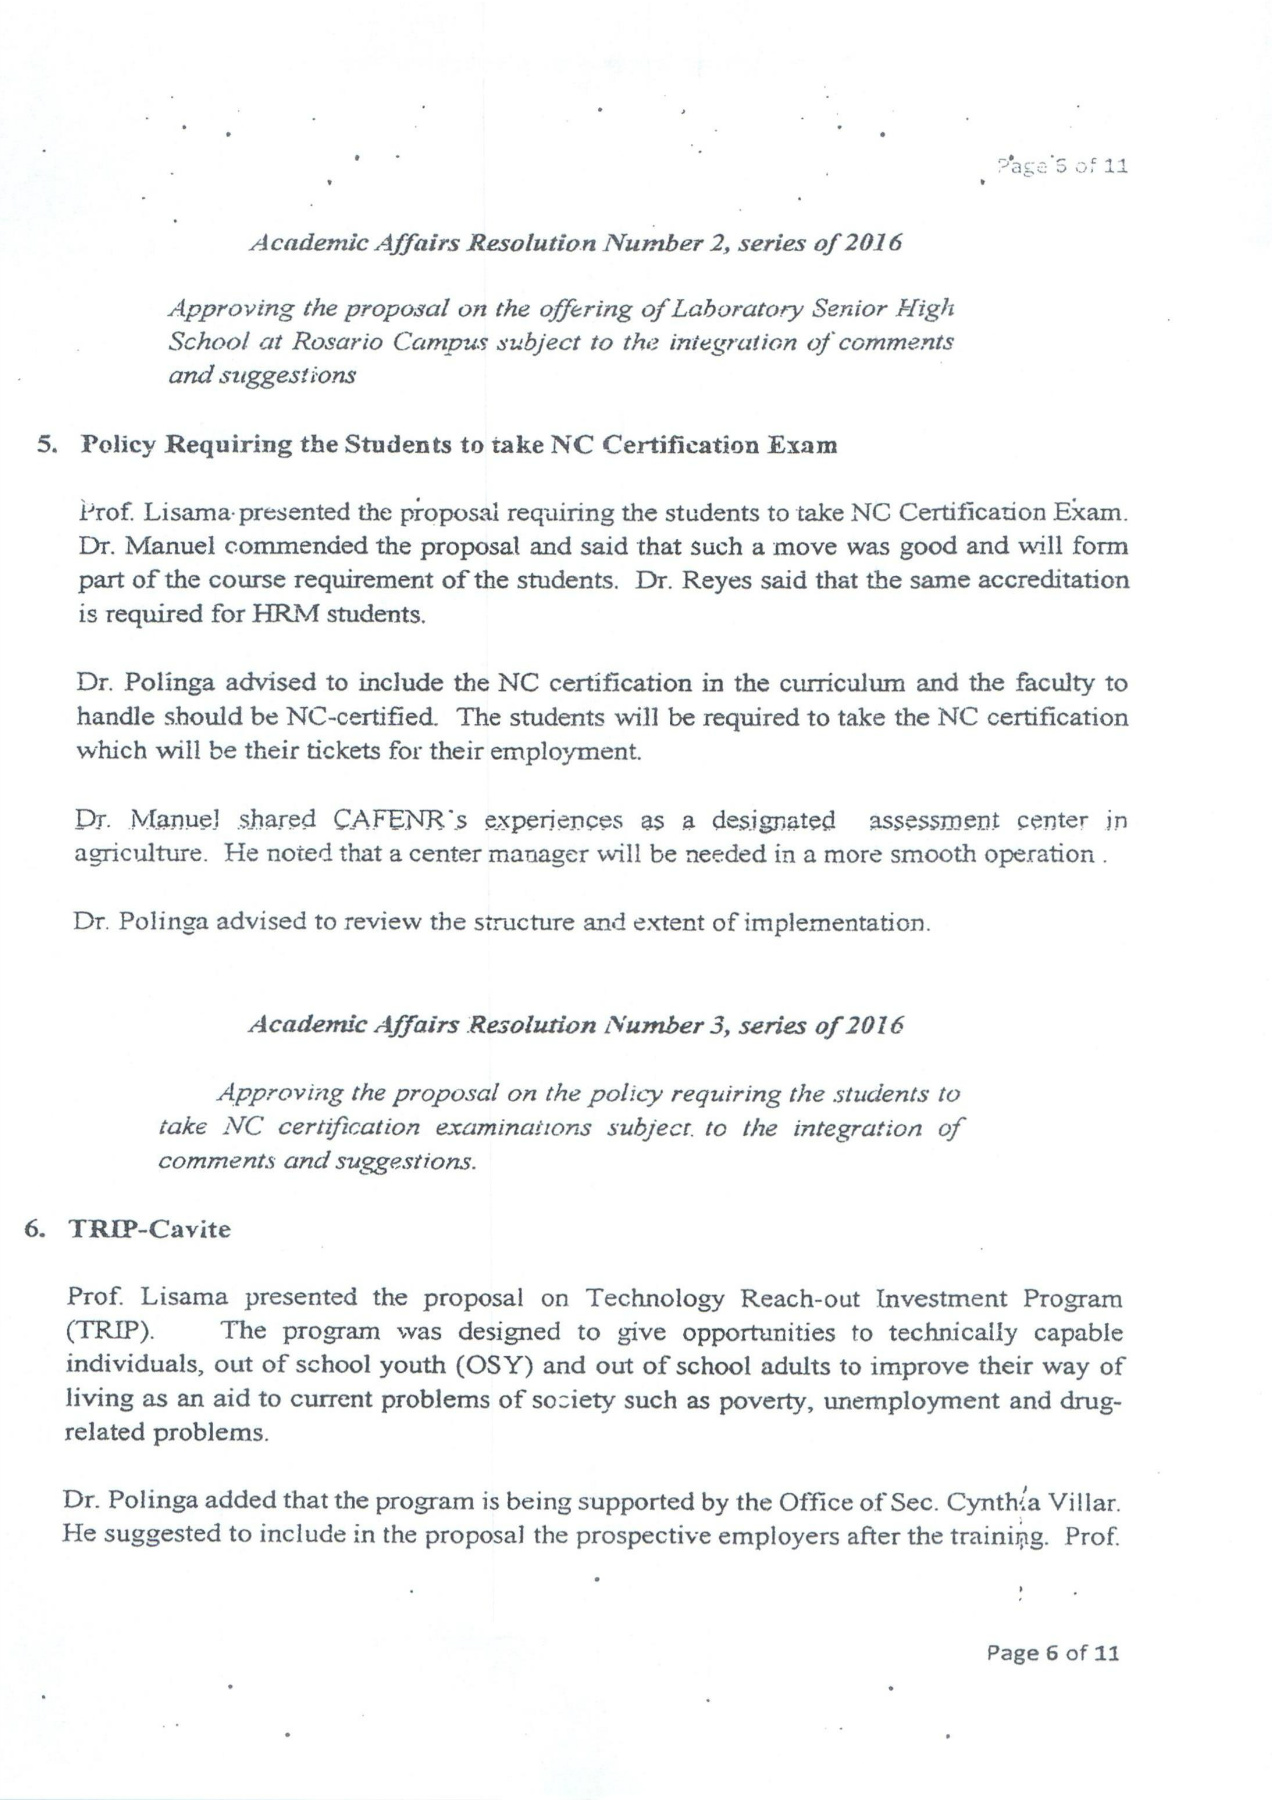 Page 5 of 11
Academic Affairs Resolution Number 2, series of 2016
Approving the proposal on the offering of Laboratory Senior High
School at Rosario Campus subject to the integration of comments
and suggestions
5. Policy Requiring the Students to take NC Certification Exam
Prof. Lisama presented the proposal requiring the students to take NC Certification Exam.
Dr. Manuel commended the proposal and said that such a move was good and will form
part of the course requirement of the students. Dr. Reyes said that the same accreditation
is required for HRM students.
Dr. Polinga advised to include the NC certification in the curriculum and the faculty to
handle should be NC-certified. The students will be required to take the NC certification
which will be their tickets for their employment.
Dr. Manuel shared CAFENR's experiences as a designated assessment center in
agriculture. He noted that a center manager will be needed in a more smooth operation .
Dr. Polinga advised to review the structure and extent of implementation.
Academic Affairs Resolution Number 3, series of 2016
Approving the proposal on the policy requiring the students to
take NC certification examinations subject to the integration of
comments and suggestions.
6. TRIP-Cavite
Prof. Lisama presented the proposal on Technology Reach-out Investment Program
(TRIP). The program was designed to give opportunities to technically capable
individuals, out of school youth (OSY) and out of school adults to improve their way of
living as an aid to current problems of society such as poverty, unemployment and drug-
related problems.
Dr. Polinga added that the program is being supported by the Office of Sec. Cynthia Villar.
He suggested to include in the proposal the prospective employers after the training. Prof.
Page 6 of 11